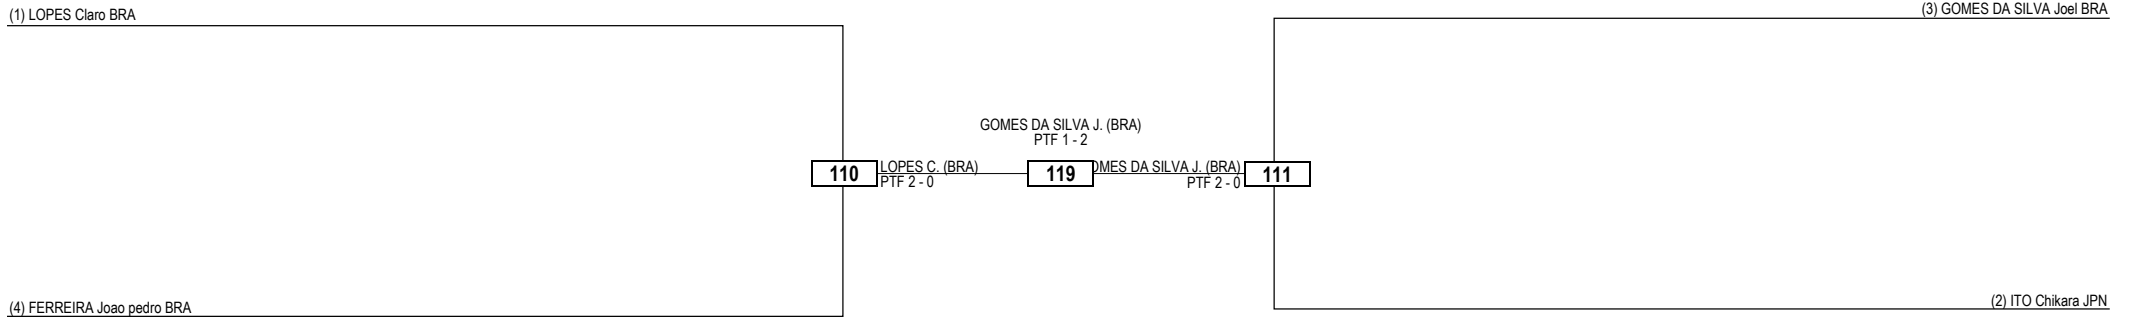 (1) LOPES Claro BRA
(3) GOMES DA SILVA Joel BRA
GOMES DA SILVA J. (BRA)
PTF 1 - 2
110
LOPES C. (BRA)
PTF 2 - 0
119
OMES DA SILVA J. (BRA)
PTF 2 - 0
111
(4) FERREIRA Joao pedro BRA
(2) ITO Chikara JPN